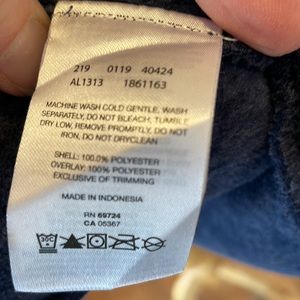 219 0119 40424
AL1313 1861163
MACHINE WASH COLD GENTLE, WASH
SEPARATELY, DO NOT BLEACH, TUMBLE
DRY LOW, REMOVE PROMPTLY, DO NOT
IRON, DO NOT DRYCLEAN
SHELL: 100.0% POLYESTER
OVERLAY: 100% POLYESTER
EXCLUSIVE OF TRIMMING
MADE IN INDONESIA
RN 69724
CA 05367
30C